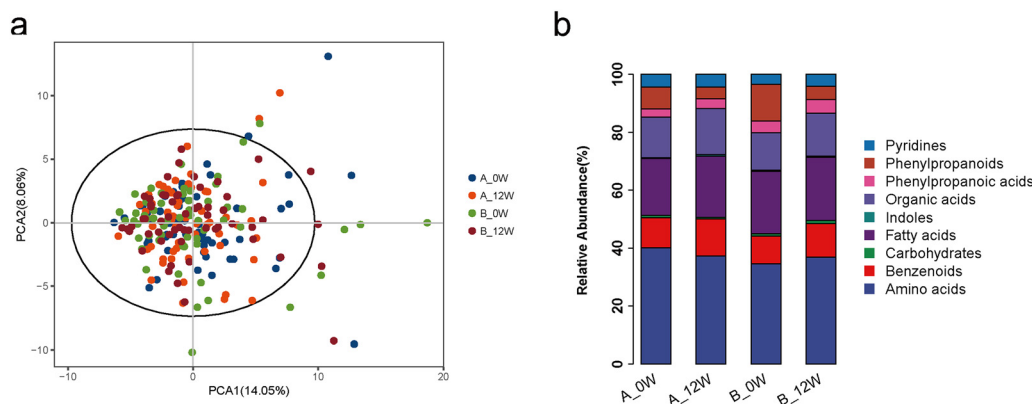 a
PCA2(8.06%)
10
5
0
−5
−10
−10
0
10
20
PCA1(14.05%)
A_0W
A_12W
B_0W
B_12W
b
Relative Abundance(%)
100
80
60
40
20
0
A_0W
A_12W
B_0W
B_12W
Pyridines
Phenylpropanoids
Phenylpropanoic acids
Organic acids
Indoles
Fatty acids
Carbohydrates
Benzenoids
Amino acids